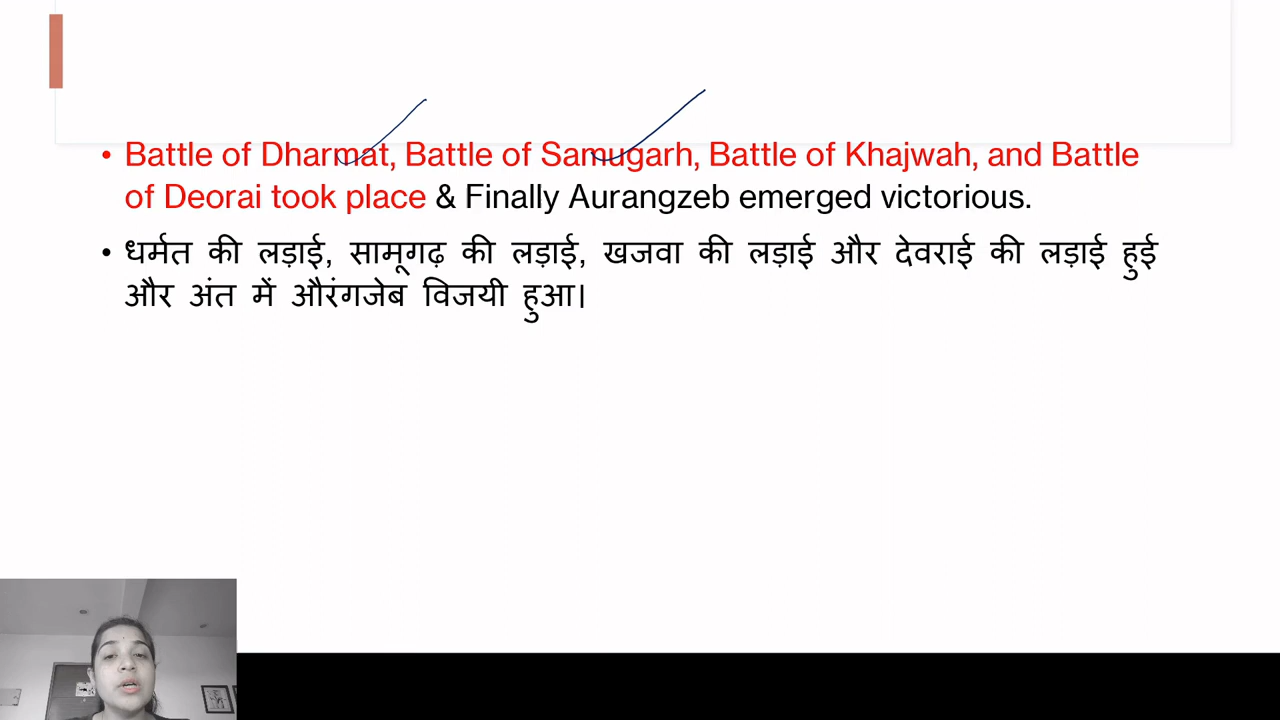 • Battle of Dharmat, Battle of Samugarh, Battle of Khajwah, and Battle
of Deorai took place & Finally Aurangzeb emerged victorious.
• धर्मत की लड़ाई, सामूगढ़ की लड़ाई, खजवा की लड़ाई और देवराई की लड़ाई हुई
और अंत में औरंगजेब विजयी हुआ।